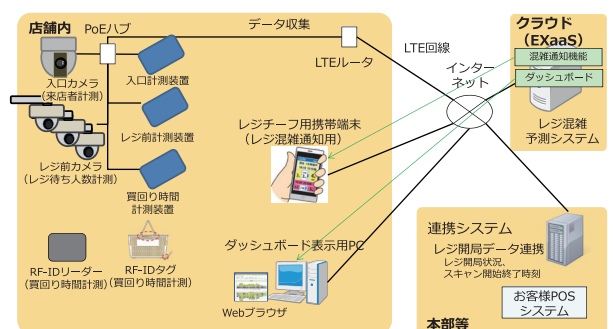 店舗内
PoEハブ
データ収集
LTEルータ
LTE回線
インター
ネット
クラウド
（EXaaS）
混雑通知機能
ダッシュボード
レジ混雑
予測システム
入口カメラ
（来店者計測）
入口計測装置
レジ前計測装置
レジ前カメラ
（レジ待ち人数計測）
買回り時間
計測装置
レジチーフ用携帯端末
（レジ混雑通知用）
RF-IDリーダー
（買回り時間計測）
RF-IDタグ
（買回り時間計測）
ダッシュボード表示用PC
Webブラウザ
連携システム
レジ開局データ連携
レジ開局状況、
スキャン開始終了時刻
お客様POS
システム
本部等